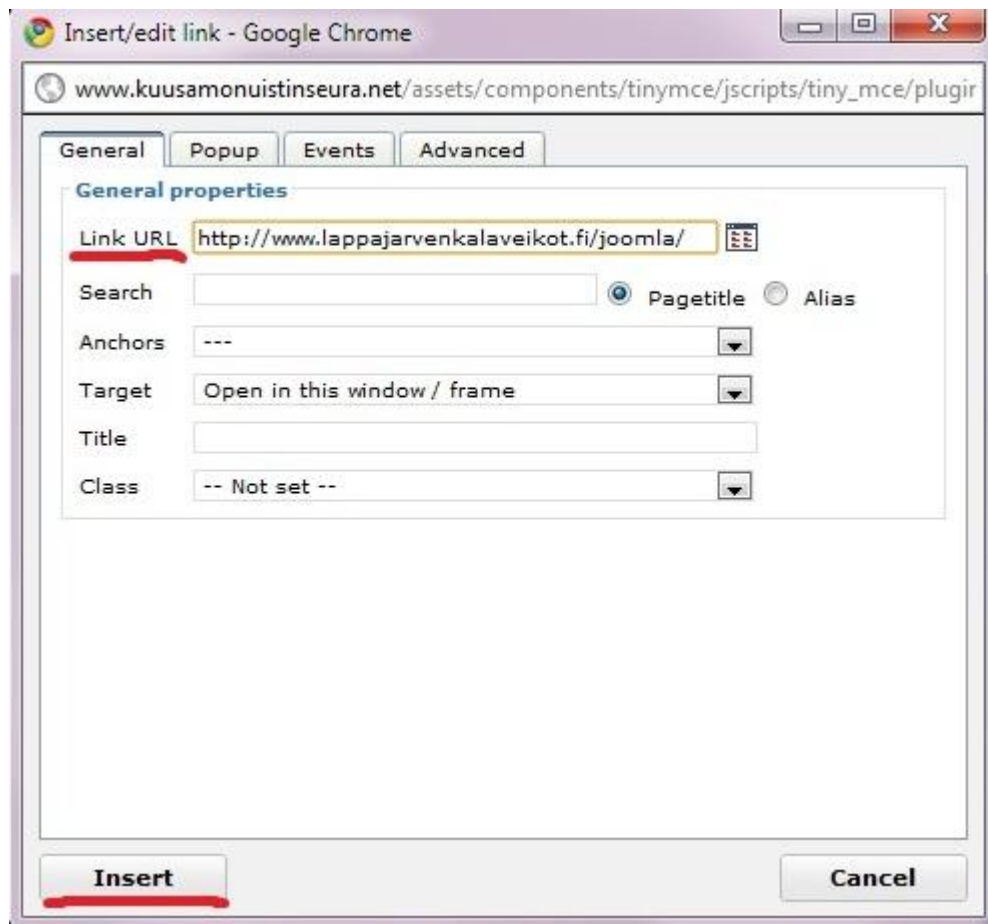 Insert/edit link - Google Chrome
www.kuusamonuistinseura.net/assets/components/tinymce/jscripts/tiny_mce/plugin
General Popup Events Advanced
General properties
Link URL http://www.lappajarvenkalaveikot.fi/joomla/
Search Pagetitle Alias
Anchors ---
Target Open in this window / frame
Title
Class -- Not set --
Insert Cancel